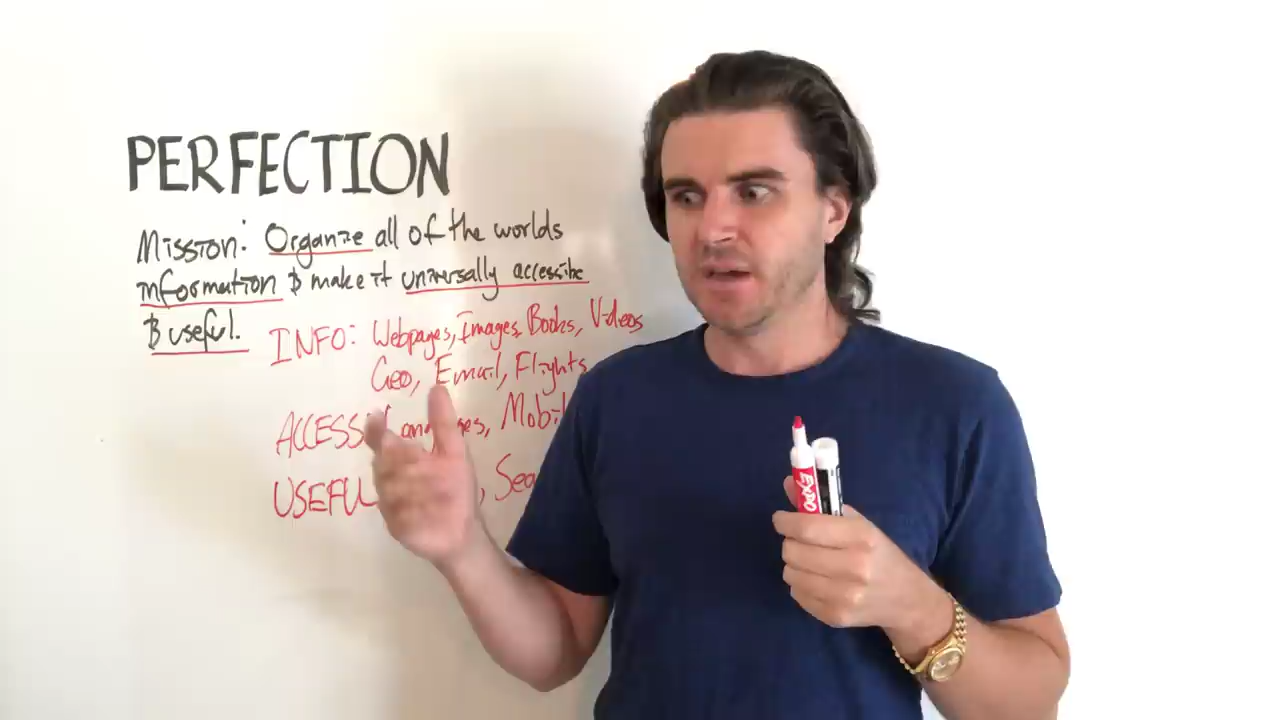 PERFECTION
Mission: Organize all of the worlds
information & make it universally accessible
& useful.
INFO: Webpages, Images, Books, Videos
Geo, Email, Flights
ACCESS
USEFUL
EXPO